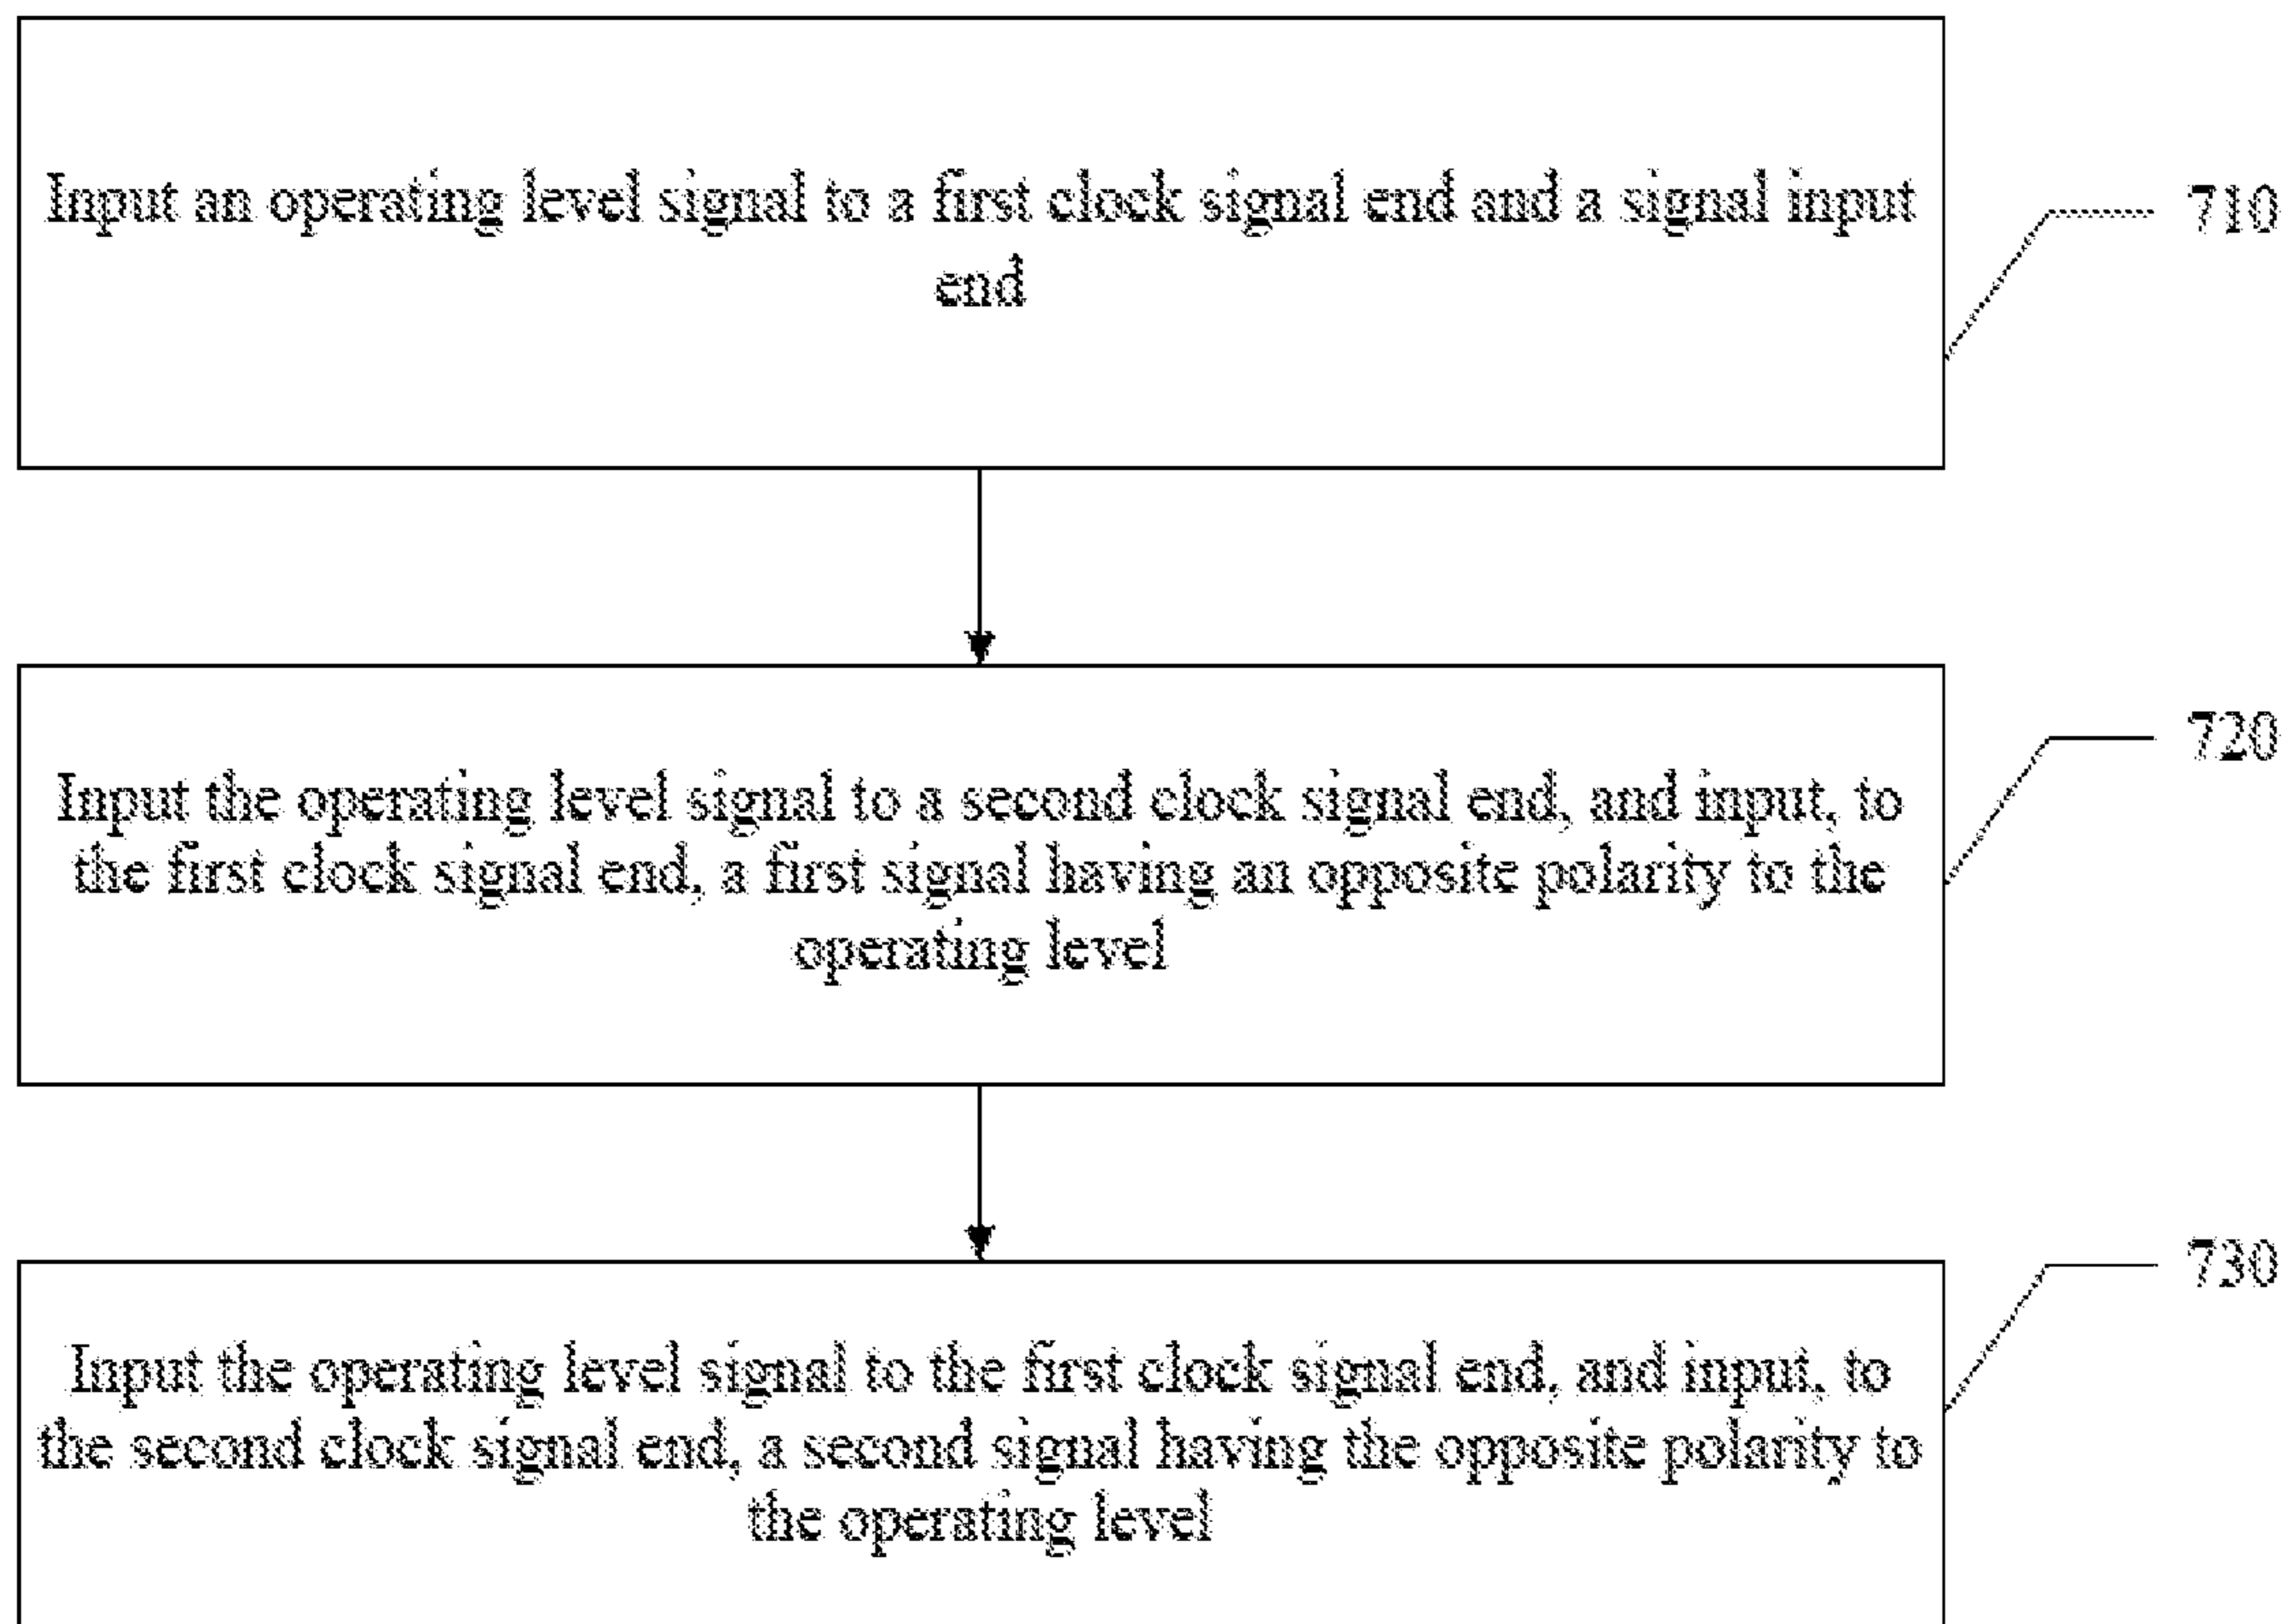 Input an operating level signal to a first clock signal end and a signal input
end
710
Input the operating level signal to a second clock signal end, and input, to
the first clock signal end, a first signal having an opposite polarity to the
operating level
720
Input the operating level signal to the first clock signal end, and input, to
the second clock signal end, a second signal having the opposite polarity to
the operating level
730